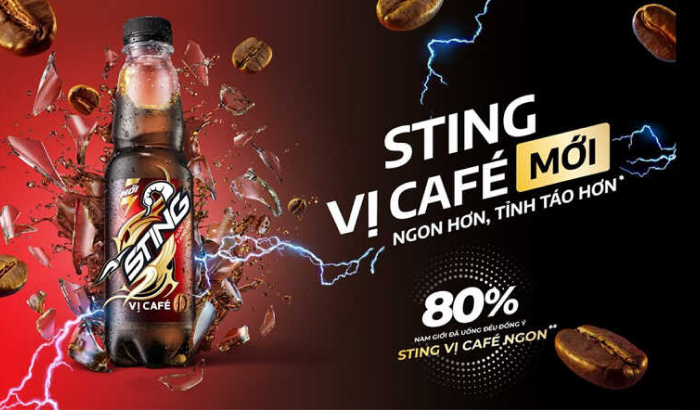 MỚI
STING
VỊ CAFÉ
STING
VỊ CAFÉ MỚI
NGON HƠN, TỈNH TÁO HƠN*
80%
NAM GIỚI ĐÃ UỐNG ĐỀU ĐỒNG Ý
STING VỊ CAFÉ NGON**